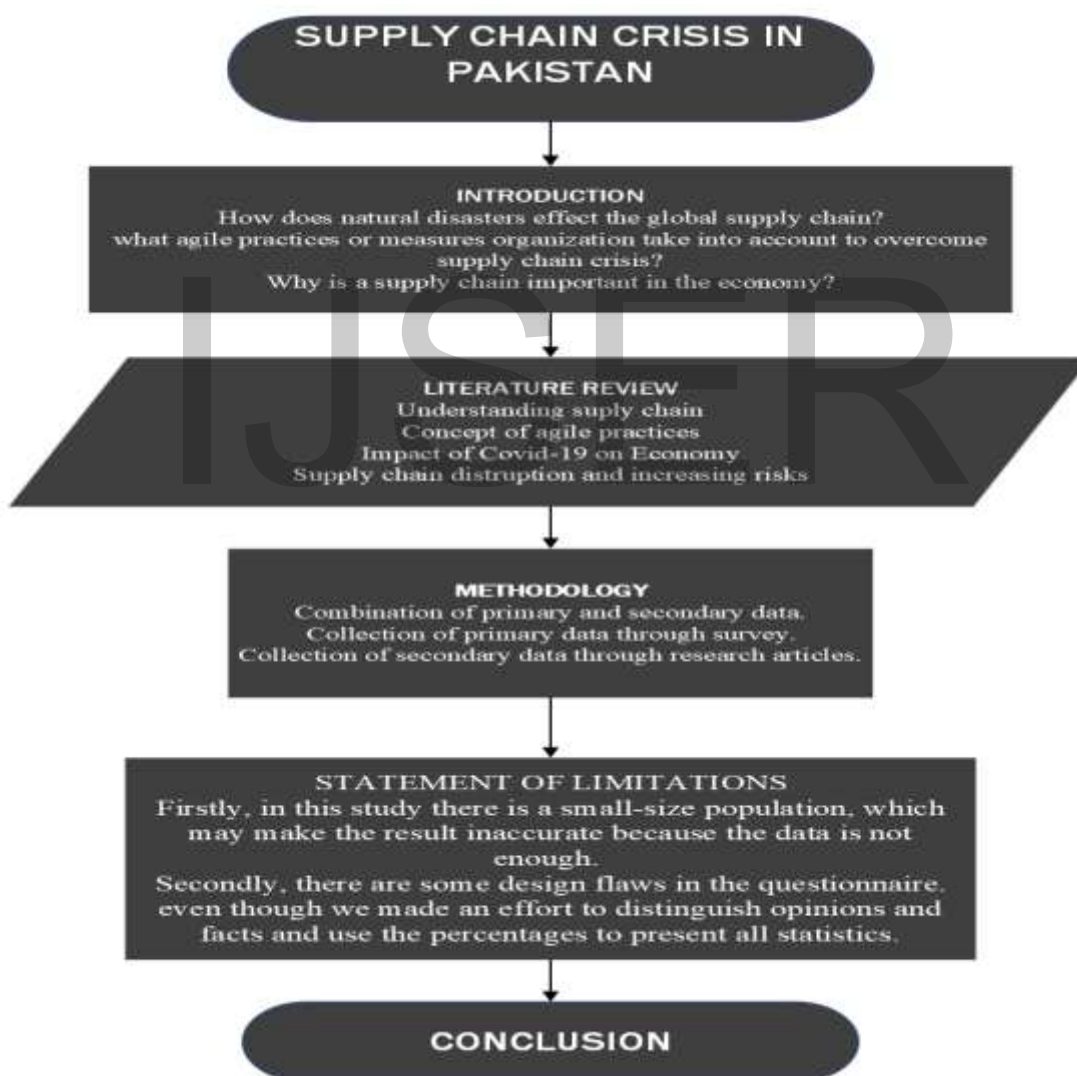 SUPPLY CHAIN CRISIS IN
PAKISTAN
INTRODUCTION
How does natural disasters effect the global supply chain?
what agile practices or measures organization take into account to overcome
supply chain crisis?
Why is a supply chain important in the economy?
IJSER
LITERATURE REVIEW
Understanding suply chain
Concept of agile practices
Impact of Covid-19 on Economy
Supply chain distruption and increasing risks
METHODOLOGY
Combination of primary and secondary data.
Collection of primary data through survey.
Collection of secondary data through research articles.
STATEMENT OF LIMITATIONS
Firstly, in this study there is a small-size population, which
may make the result inaccurate because the data is not
enough.
Secondly, there are some design flaws in the questionnaire.
even though we made an effort to distinguish opinions and
facts and use the percentages to present all statistics.
CONCLUSION